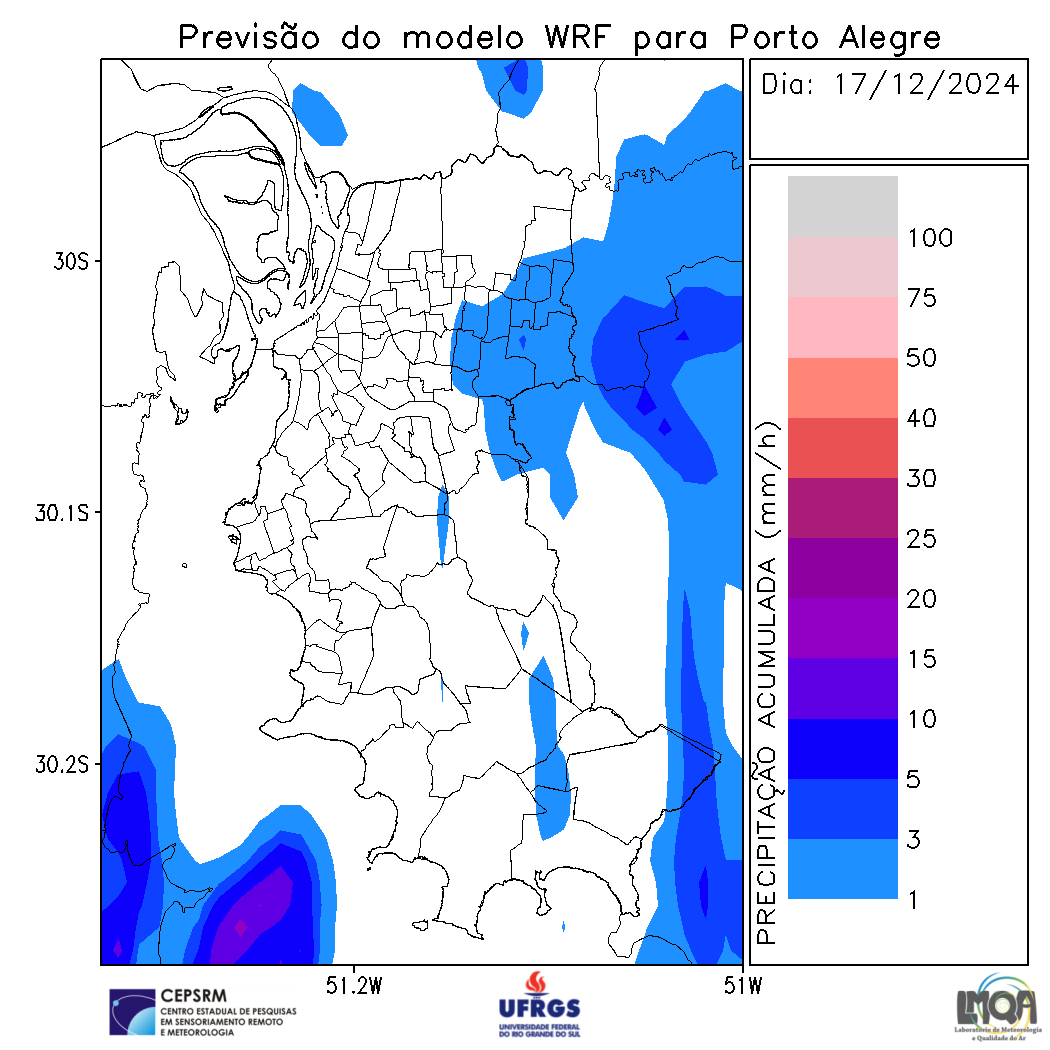 Previsão do modelo WRF para Porto Alegre
Dia: 17/12/2024
30S
30.1S
30.2S
51.2W
51W
PRECIPITAÇÃO ACUMULADA (mm/h)
100
75
50
40
30
25
20
15
10
5
3
1
CEPSRM
CENTRO ESTADUAL DE PESQUISAS
EM SENSORIAMENTO REMOTO
E METEOROLOGIA
UFRGS
UNIVERSIDADE FEDERAL
DO RIO GRANDE DO SUL
LMQA
Laboratório de Meteorologia
e Qualidade do Ar